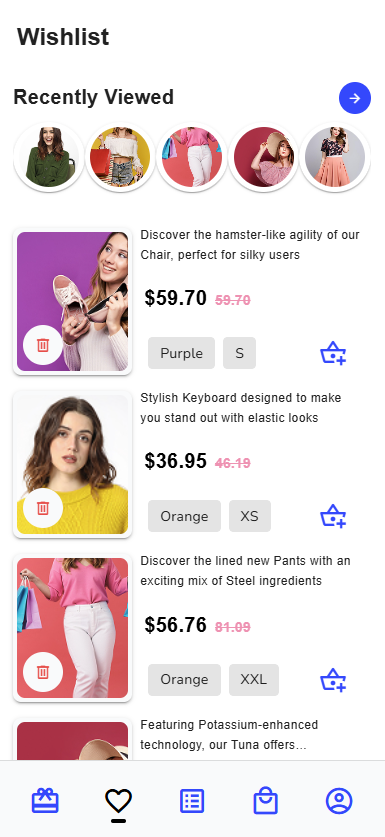 Wishlist
Recently Viewed
Discover the hamster-like agility of our
Chair, perfect for silky users
$59.70 59.70
Purple S
Stylish Keyboard designed to make
you stand out with elastic looks
$36.95 46.19
Orange XS
Discover the lined new Pants with an
exciting mix of Steel ingredients
$56.76 81.09
Orange XXL
Featuring Potassium-enhanced
technology, our Tuna offers...